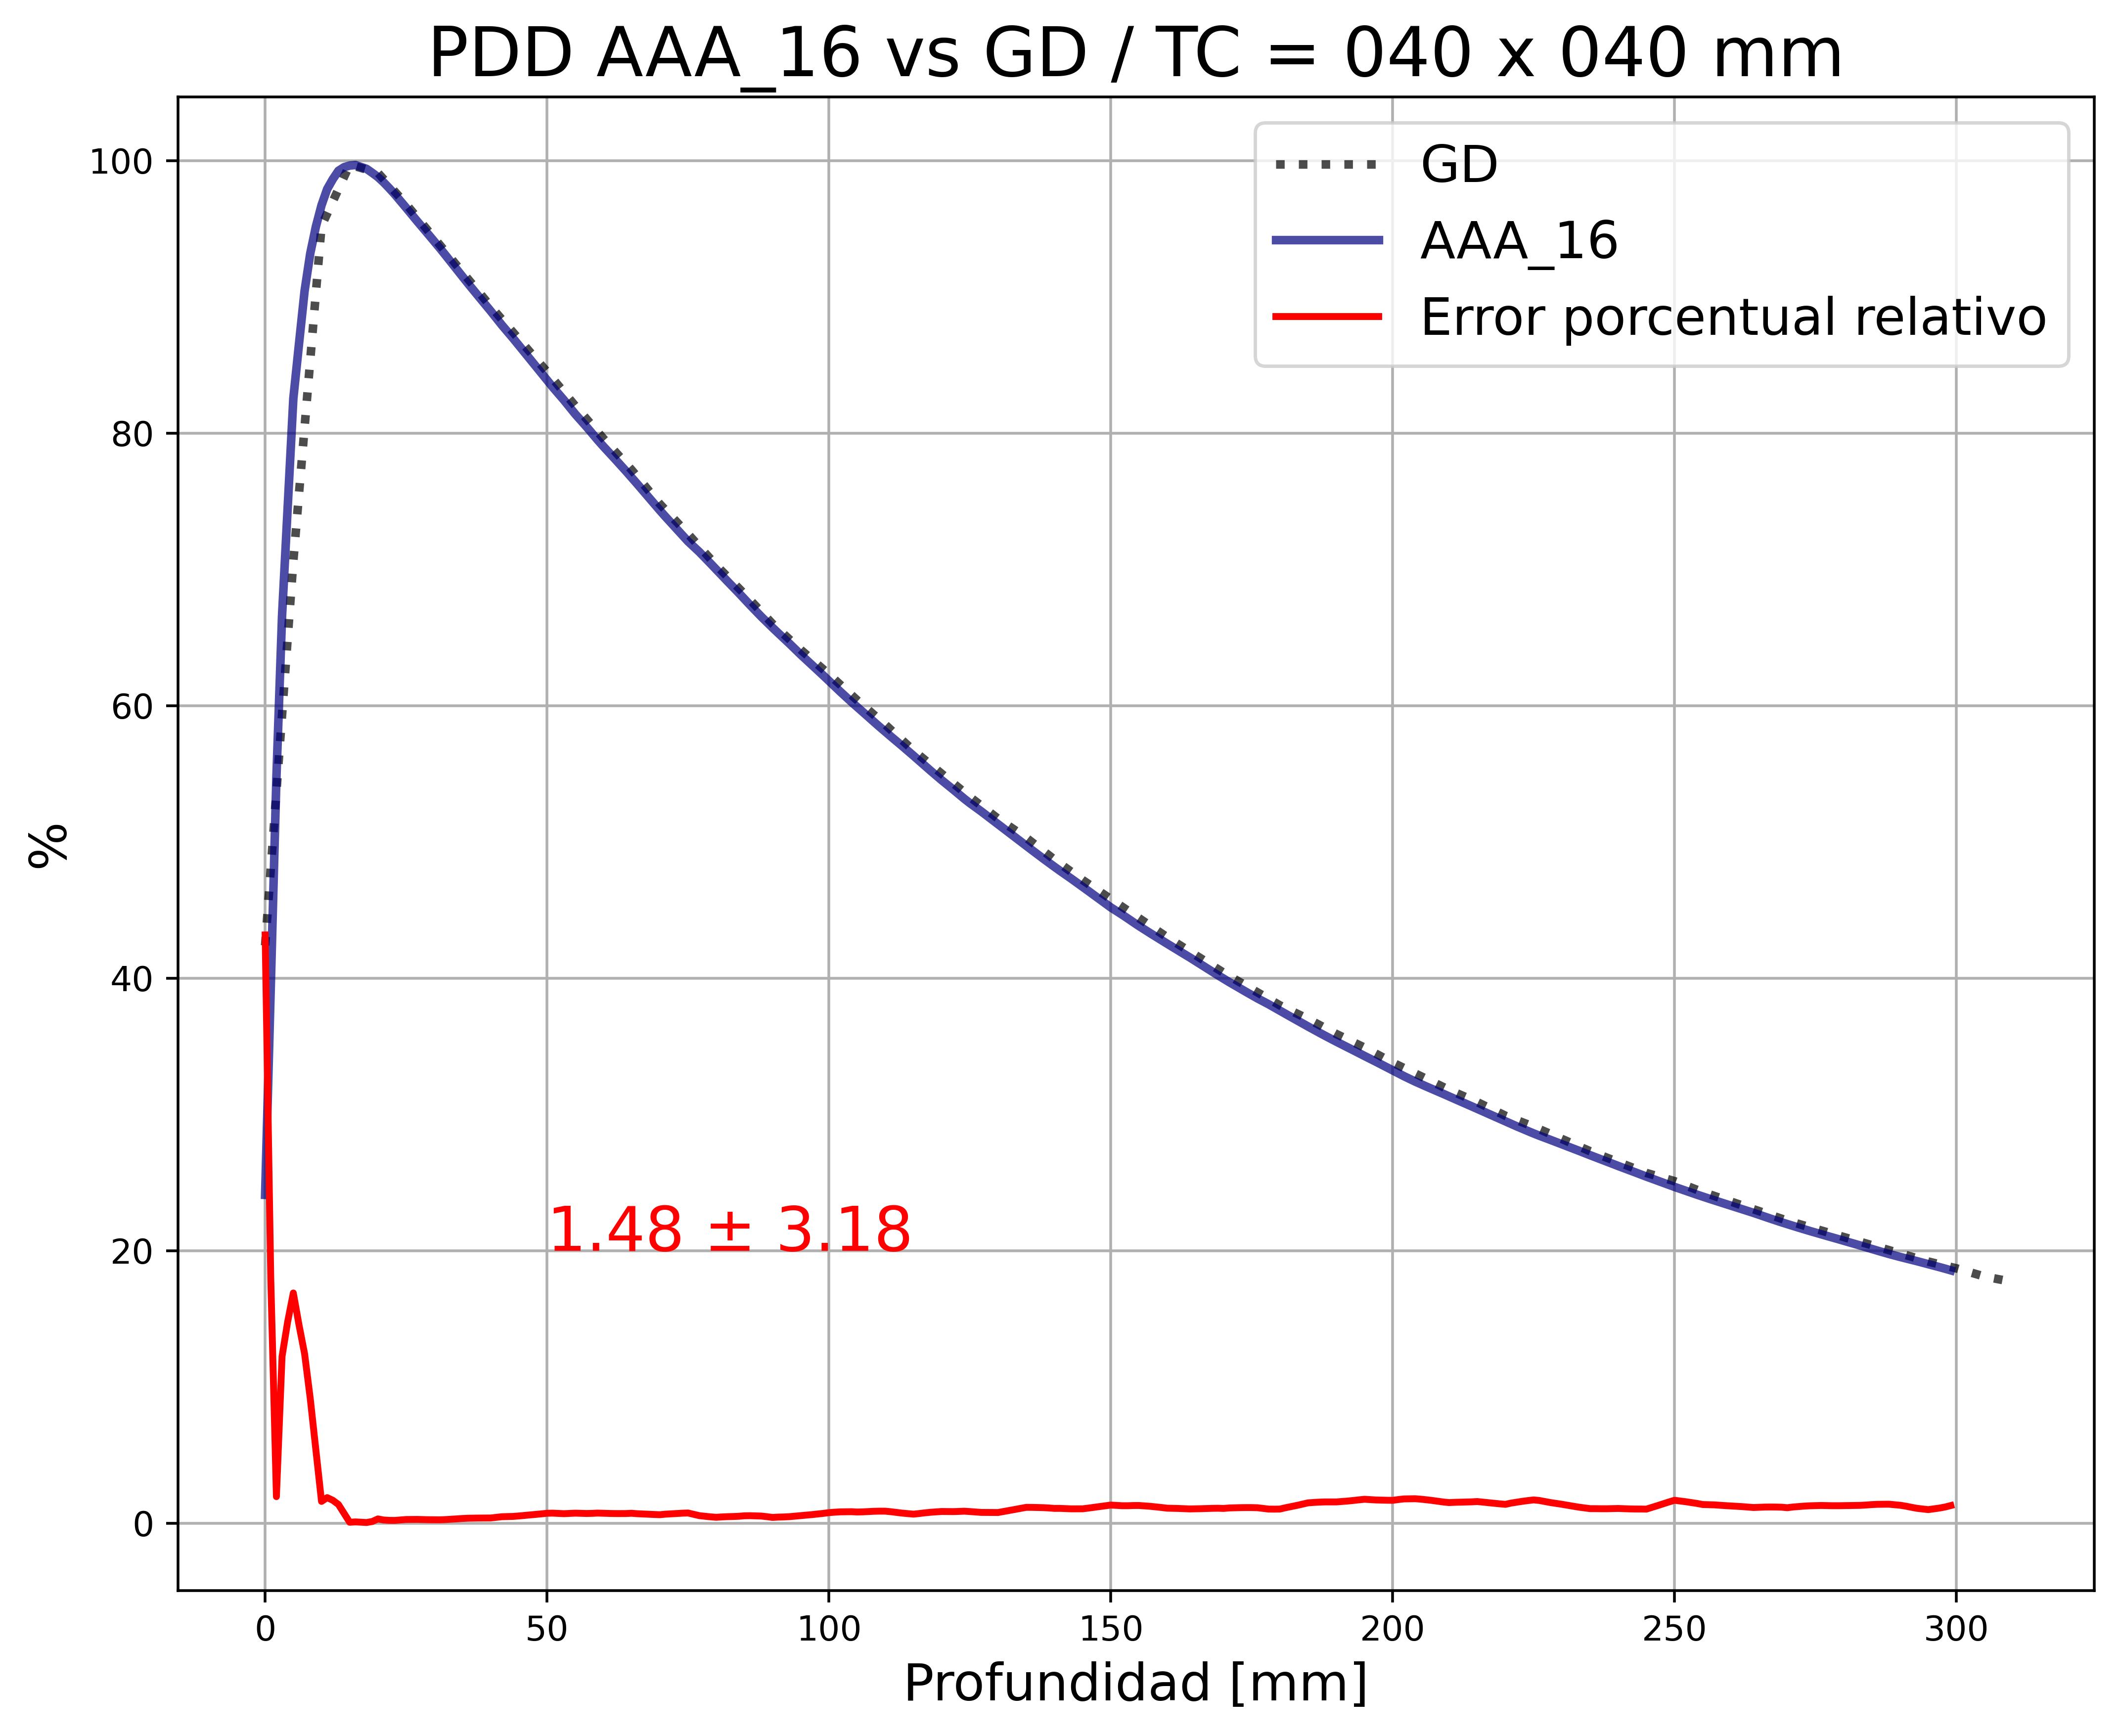 PDD AAA_16 vs GD / TC = 040 x 040 mm
GD
AAA_16
Error porcentual relativo
100
80
60
40
20
0
%
1.48 ± 3.18
0 50 100 150 200 250 300
Profundidad [mm]